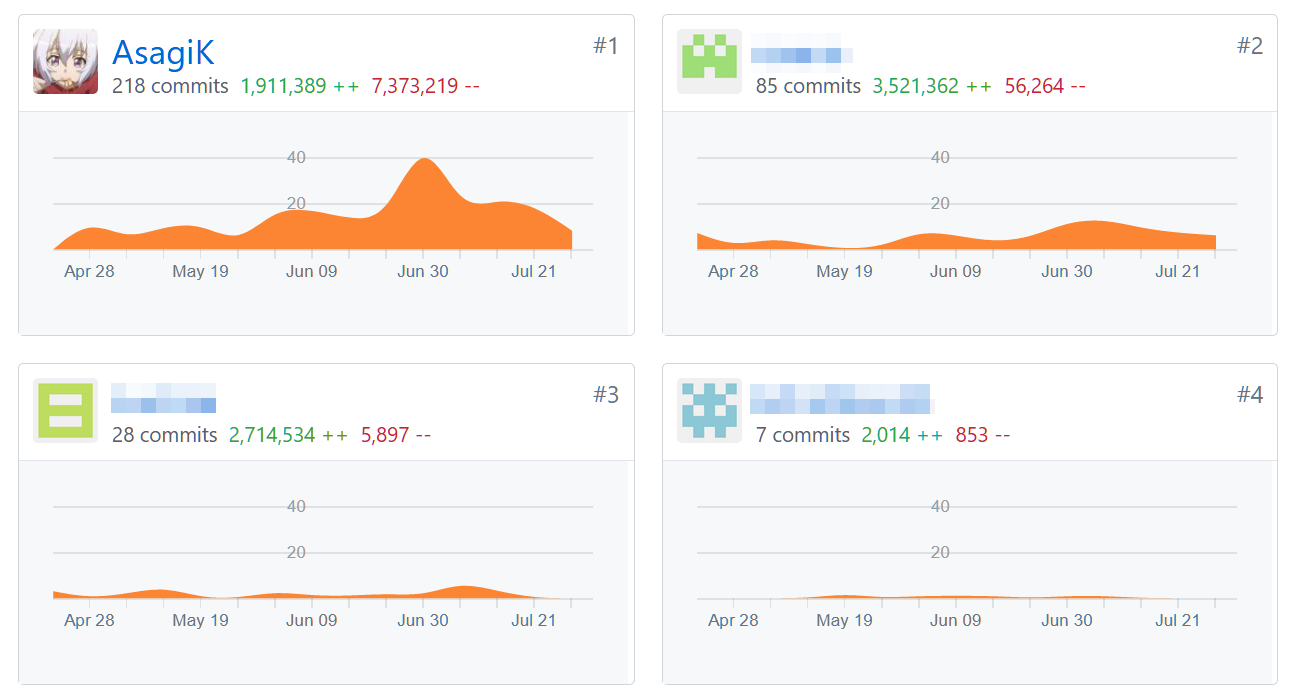 AsagiK
#1
218 commits 1,911,389 ++ 7,373,219 --
40
20
Apr 28 May 19 Jun 09 Jun 30 Jul 21
#2
85 commits 3,521,362 ++ 56,264 --
40
20
Apr 28 May 19 Jun 09 Jun 30 Jul 21
#3
28 commits 2,714,534 ++ 5,897 --
40
20
Apr 28 May 19 Jun 09 Jun 30 Jul 21
#4
7 commits 2,014 ++ 853 --
40
20
Apr 28 May 19 Jun 09 Jun 30 Jul 21